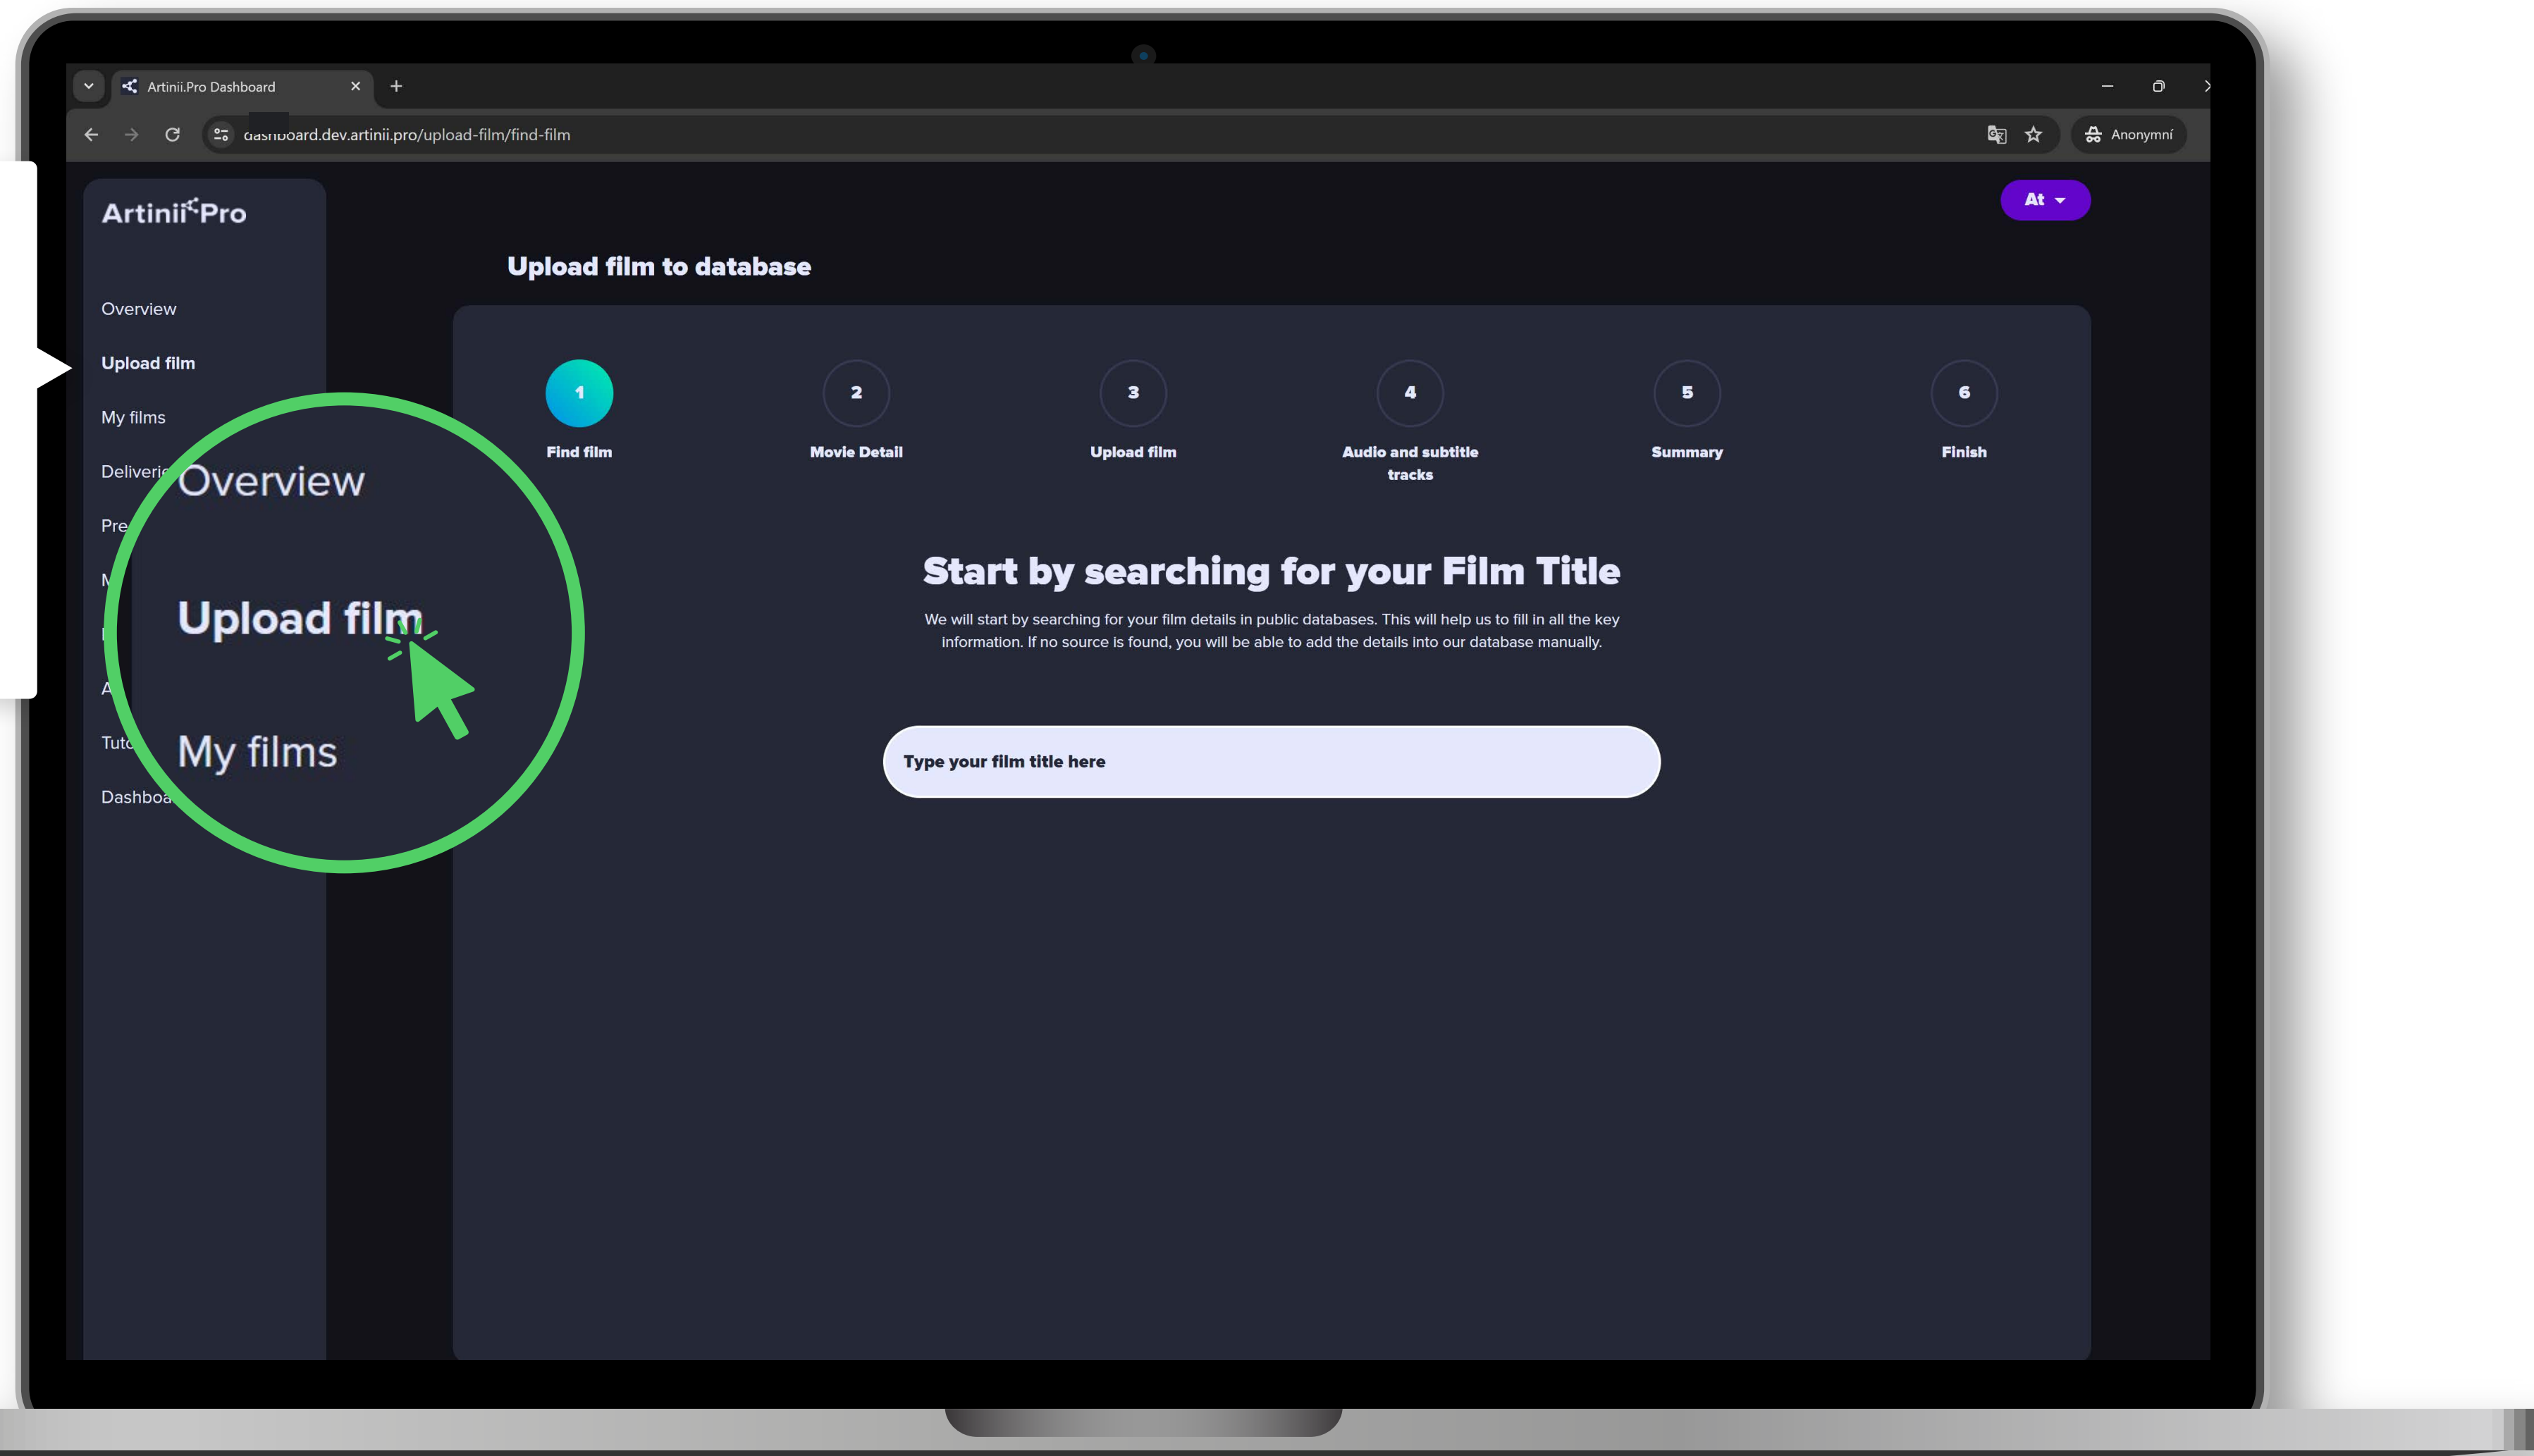 Artinii.Pro Dashboard
dashboard.dev.artinii.pro/upload-film/find-film
Anonymní
Artinii Pro
At
Upload film to database
Overview
Upload film
My films
1
2
3
4
5
6
Find film
Movie Detail
Upload film
Audio and subtitle
tracks
Summary
Finish
Overview
Upload film
My films
Start by searching for your Film Title
We will start by searching for your film details in public databases. This will help us to fill in all the key
information. If no source is found, you will be able to add the details into our database manually.
Type your film title here